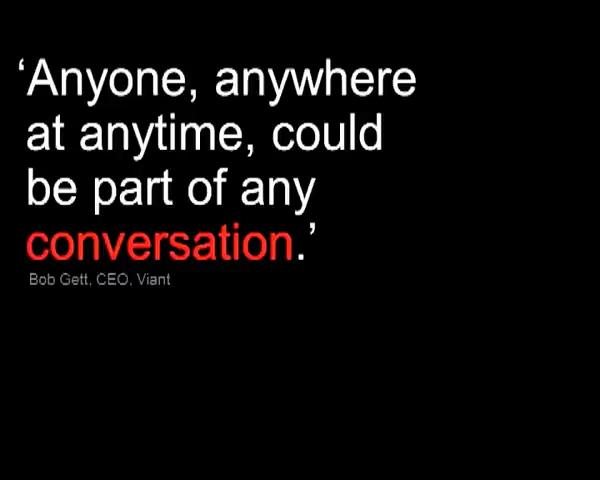 ‘Anyone, anywhere
at anytime, could
be part of any
conversation.’
Bob Gett, CEO, Viant